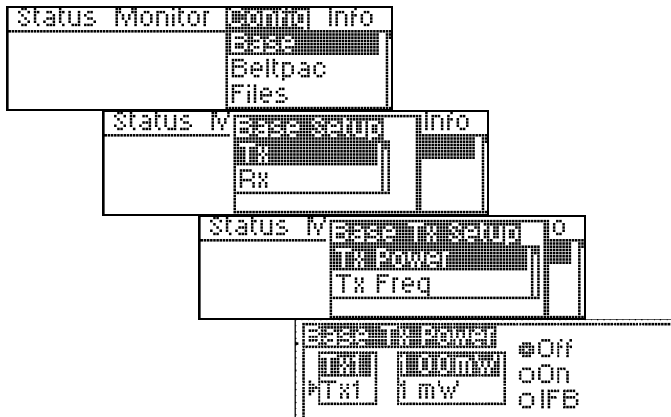 Status Monitor Config Info
Base
Beltpac
Files
Status M Base Setup Info
Tx
Rx
Status M Base Tx Setup o
Tx Power
Tx Freq
Base Tx Power
Off
TX1 100mW
On
Tx1 1 mW
IFB